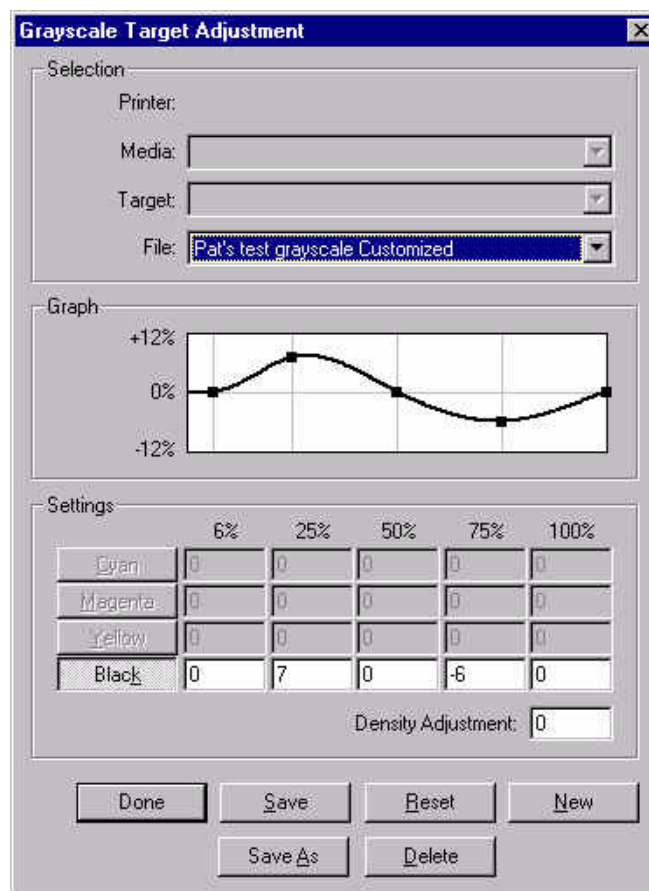 Grayscale Target Adjustment
Selection
Printer:
Media:
Target:
File: Pat's test grayscale Customized
Graph
+12%
0%
-12%
Settings
6% 25% 50% 75% 100%
Cyan 0 0 0 0 0
Magenta 0 0 0 0 0
Yellow 0 0 0 0 0
Black 0 7 0 -6 0
Density Adjustment: 0
Done Save Reset New
Save As Delete